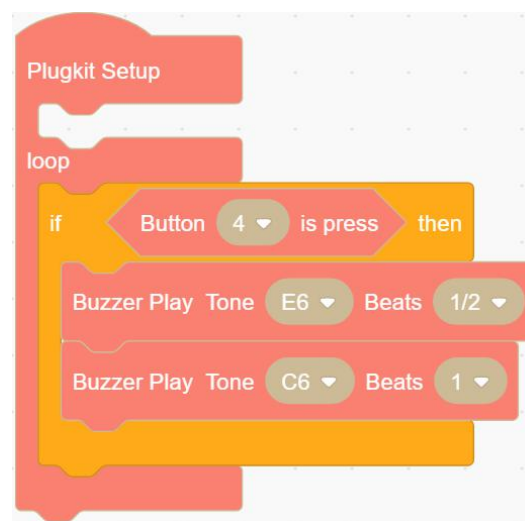 Plugkit Setup
loop
if Button 4 is press then
Buzzer Play Tone E6 Beats 1/2
Buzzer Play Tone C6 Beats 1